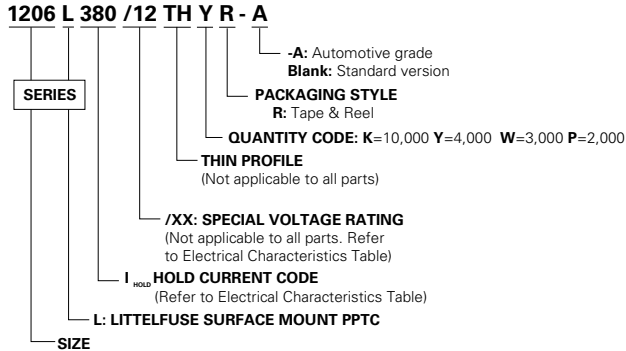 1206 L 380 /12 TH Y R - A
-A: Automotive grade
Blank: Standard version
SERIES
PACKAGING STYLE
R: Tape & Reel
QUANTITY CODE: K=10,000 Y=4,000 W=3,000 P=2,000
THIN PROFILE
(Not applicable to all parts)
/XX: SPECIAL VOLTAGE RATING
(Not applicable to all parts. Refer
to Electrical Characteristics Table)
I HOLD HOLD CURRENT CODE
(Refer to Electrical Characteristics Table)
L: LITTELFUSE SURFACE MOUNT PPTC
SIZE